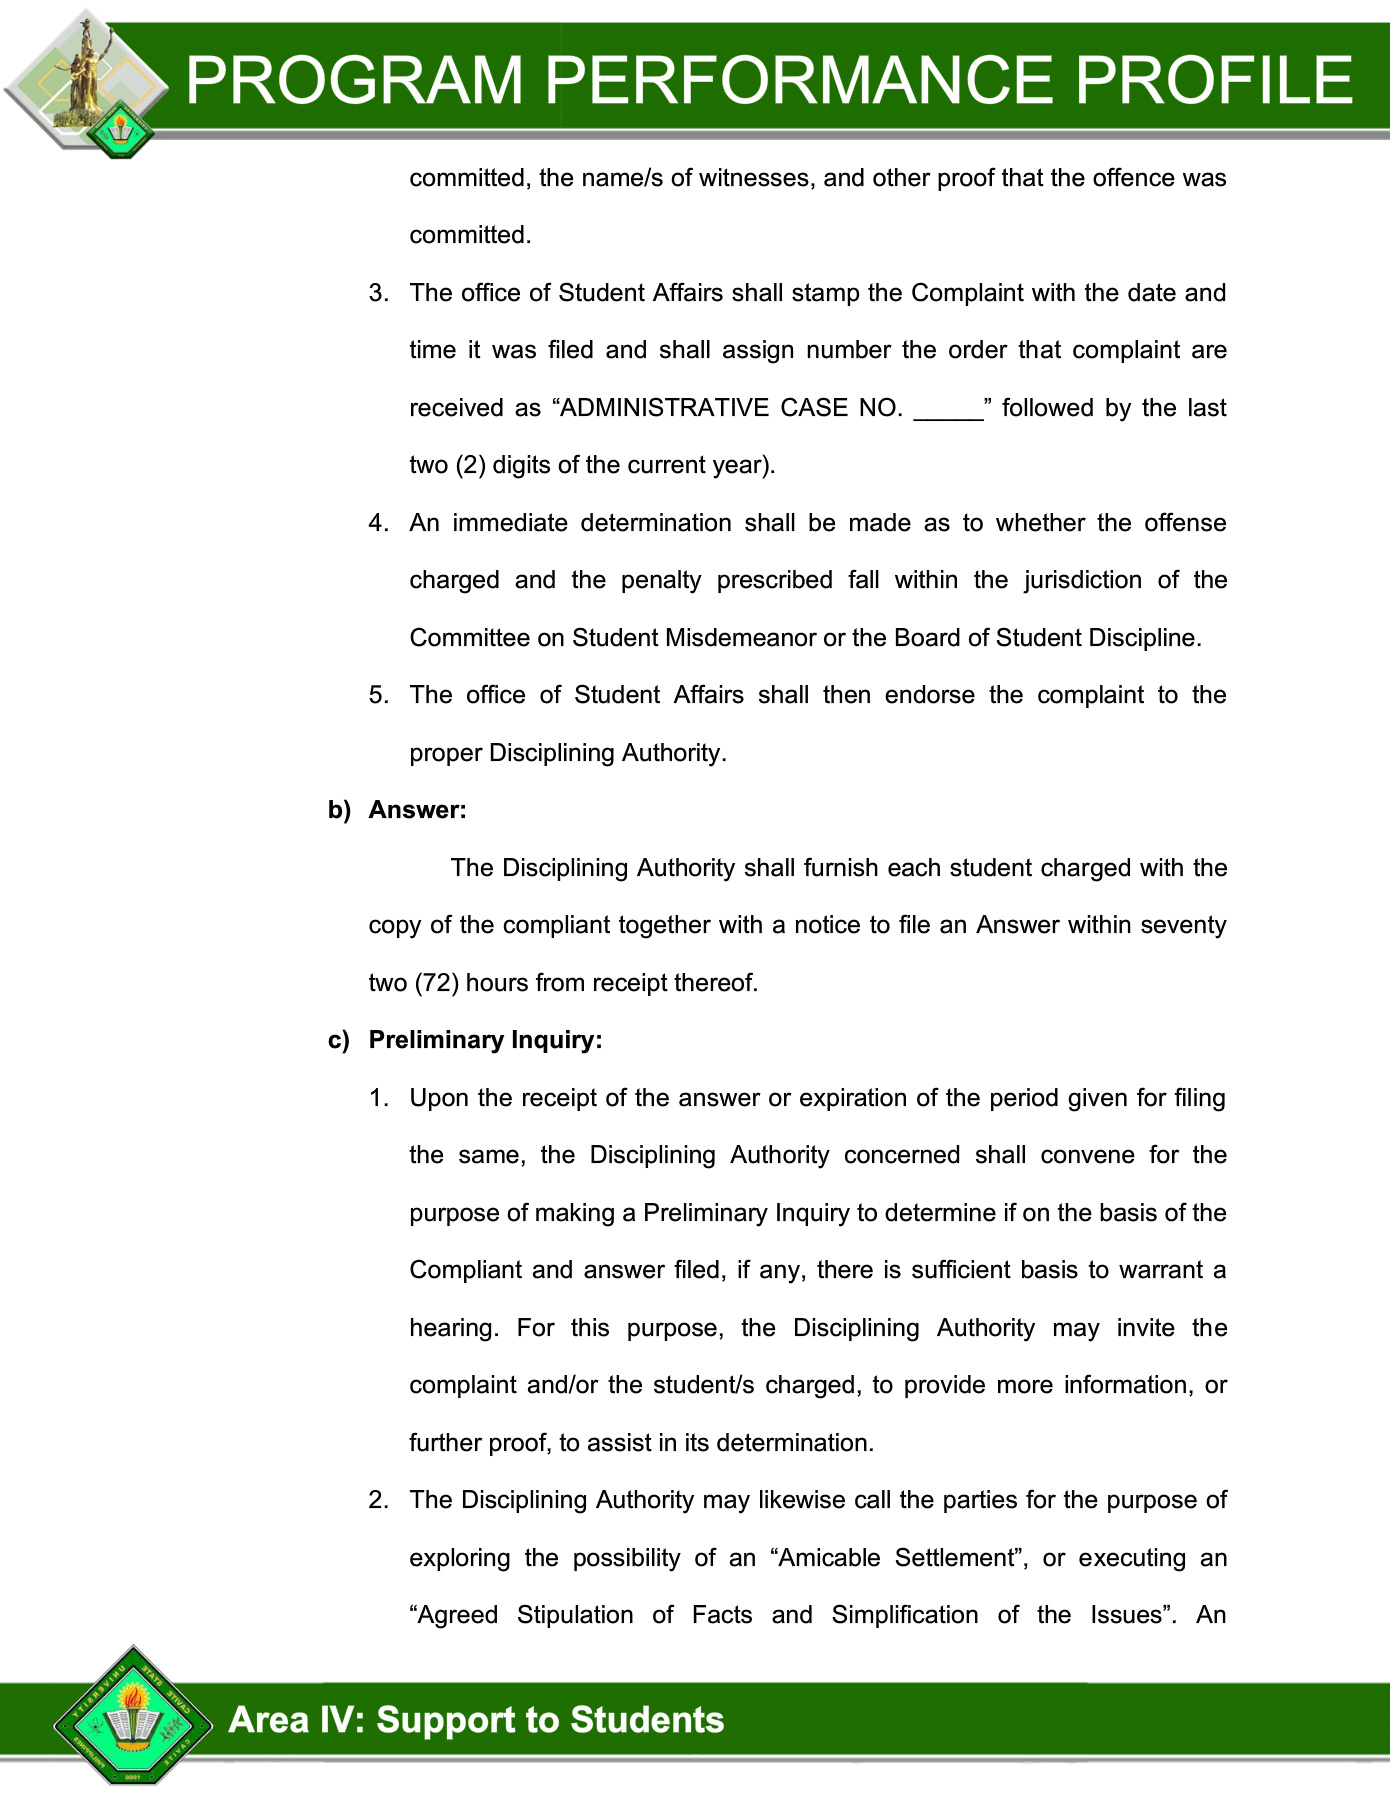 PROGRAM PERFORMANCE PROFILE
committed, the name/s of witnesses, and other proof that the offence was
committed.
3. The office of Student Affairs shall stamp the Complaint with the date and
time it was filed and shall assign number the order that complaint are
received as “ADMINISTRATIVE CASE NO. _____” followed by the last
two (2) digits of the current year).
4. An immediate determination shall be made as to whether the offense
charged and the penalty prescribed fall within the jurisdiction of the
Committee on Student Misdemeanor or the Board of Student Discipline.
5. The office of Student Affairs shall then endorse the complaint to the
proper Disciplining Authority.
b) Answer:
The Disciplining Authority shall furnish each student charged with the
copy of the compliant together with a notice to file an Answer within seventy
two (72) hours from receipt thereof.
c) Preliminary Inquiry:
1. Upon the receipt of the answer or expiration of the period given for filing
the same, the Disciplining Authority concerned shall convene for the
purpose of making a Preliminary Inquiry to determine if on the basis of the
Compliant and answer filed, if any, there is sufficient basis to warrant a
hearing. For this purpose, the Disciplining Authority may invite the
complaint and/or the student/s charged, to provide more information, or
further proof, to assist in its determination.
2. The Disciplining Authority may likewise call the parties for the purpose of
exploring the possibility of an “Amicable Settlement”, or executing an
“Agreed Stipulation of Facts and Simplification of the Issues”. An
CAVITE STATE UNIVERSITY
CAVITE PHILIPPINES
Area IV: Support to Students